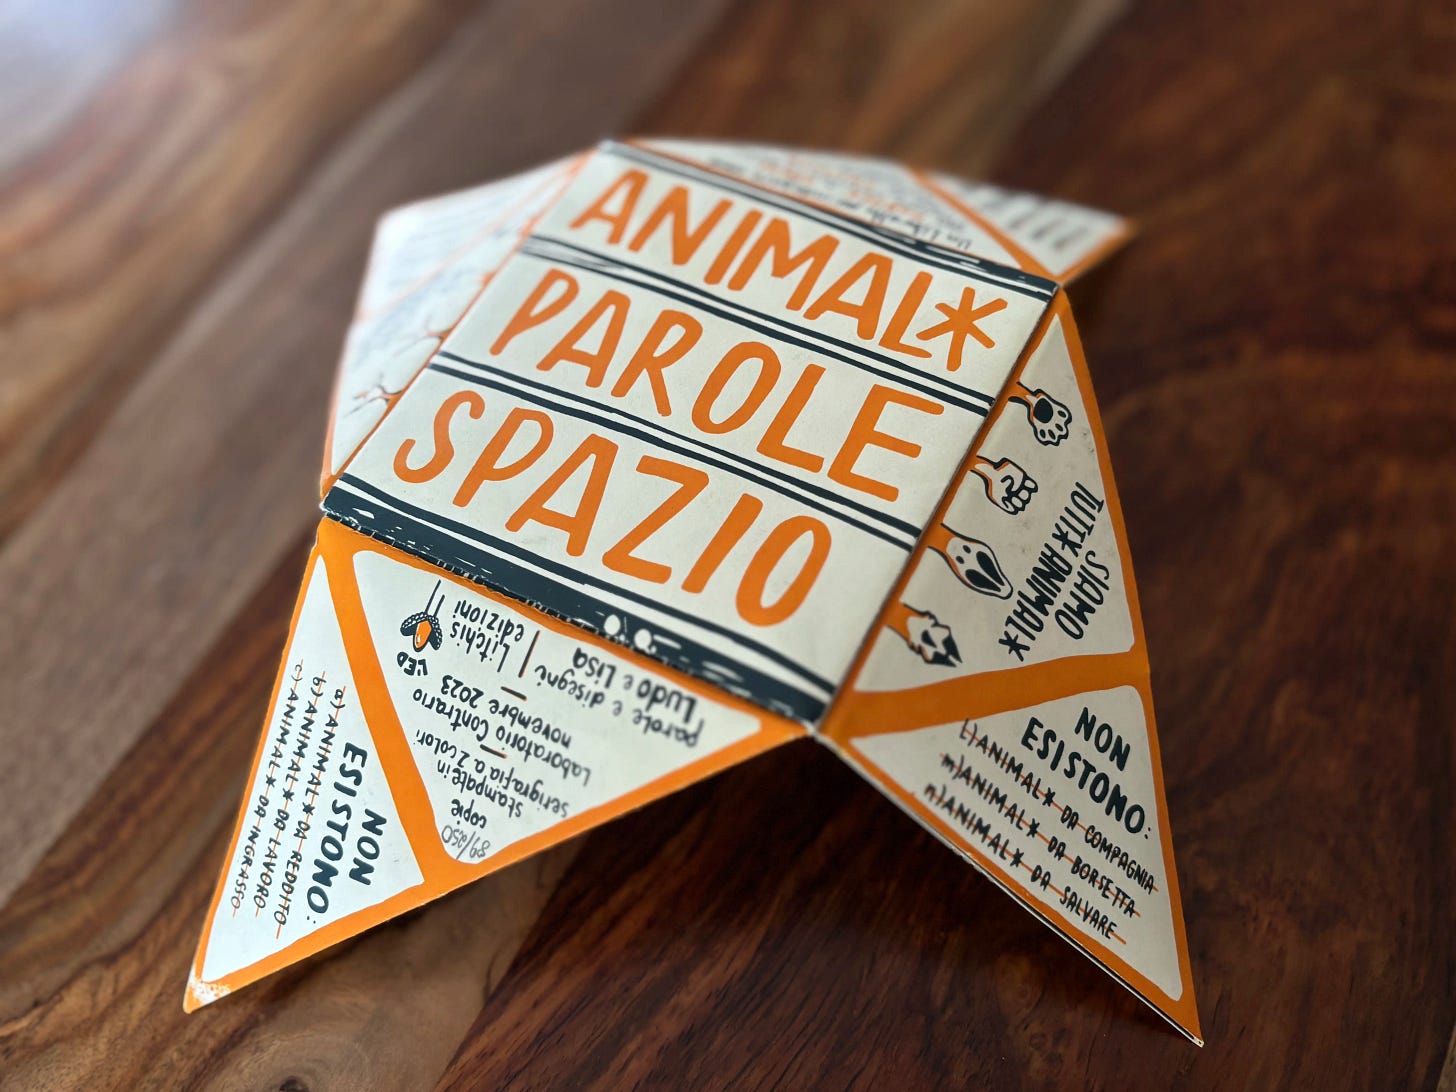 ANIMAL*
PAROLE
SPAZIO
SIAMO
TUTT* ANIMAL*
NON
ESISTONO:
L) ANIMAL* DA COMPAGNIA
M) ANIMAL* DA BORSETTA
N) ANIMAL* DA SALVARE
parole e disegni
Ludo e Lisa
Litchis
edizioni
LED
Laboratorio Contrario
novembre 2023
stampate in
serigrafia a 2 colori
89/250
copie
NON
ESISTONO:
a) ANIMAL* DA REDDITO
b) ANIMAL* DA LAVORO
c) ANIMAL* DA INGRASSO